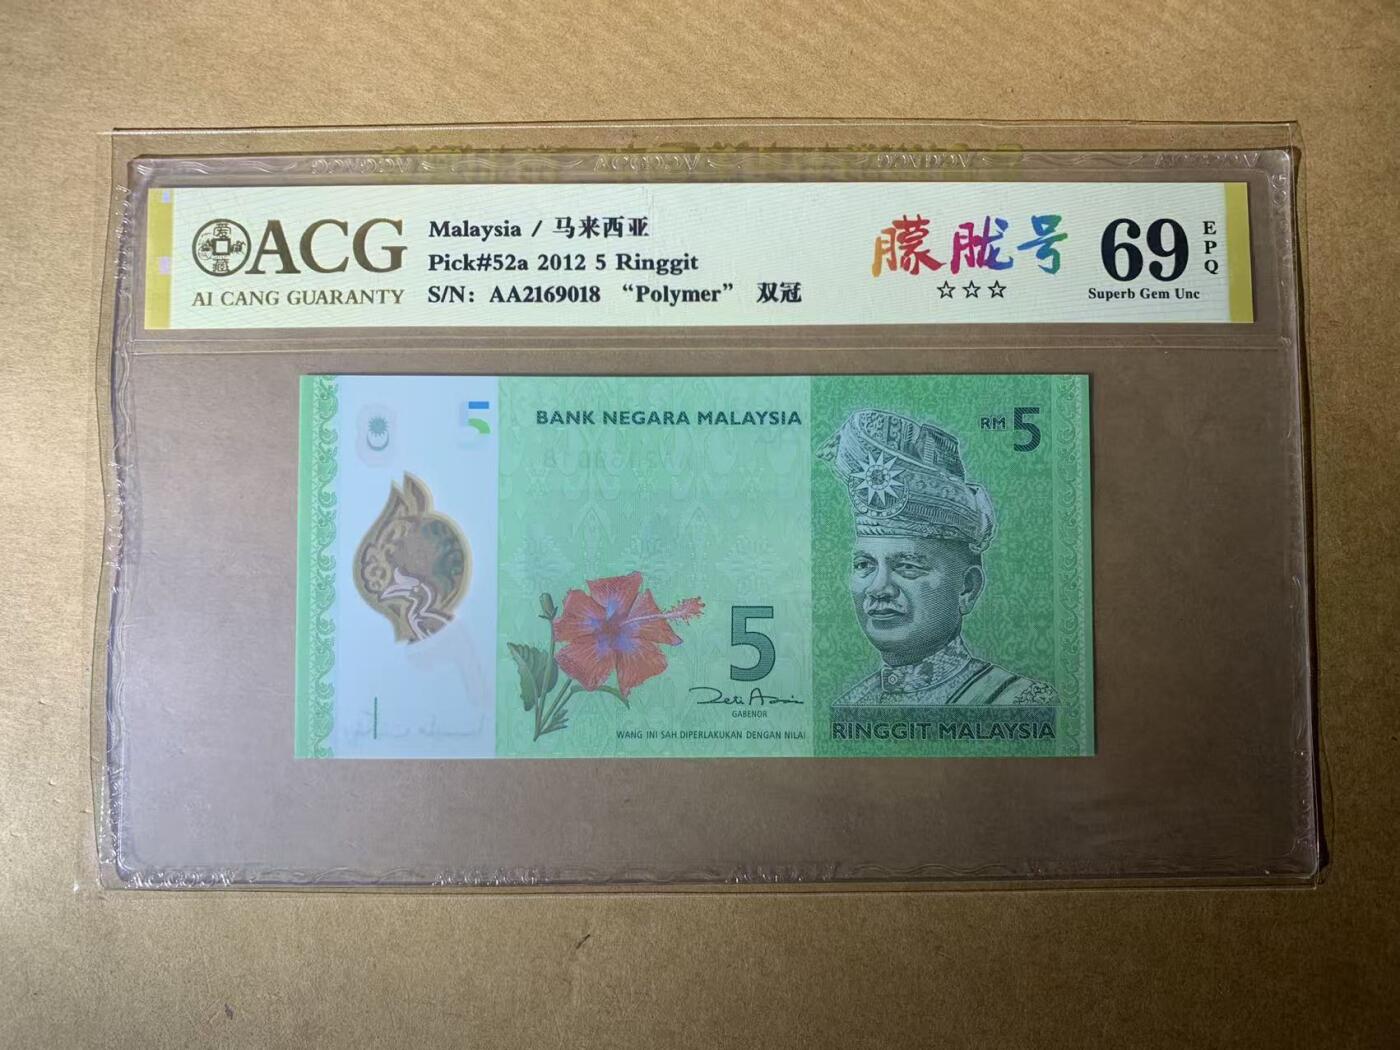 ACG
AI CANG GUARANTY
Malaysia / 马来西亚
Pick#52a 2012 5 Ringgit
S/N: AA2169018 “Polymer” 双冠
朦胧号
☆☆☆
69
EPQ
Superb Gem Unc
5
BANK NEGARA MALAYSIA
RM 5
5
GABENOR
WANG INI SAH DIPERLAKUKAN DENGAN NILAI
RINGGIT MALAYSIA